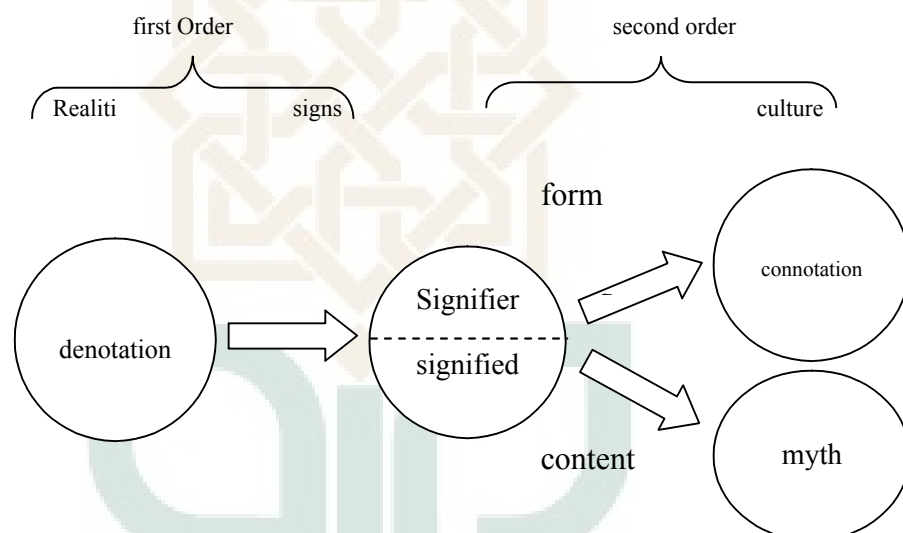 first Order
second order
Realiti
signs
culture
form
connotation
Signifier
denotation
signified
content
myth